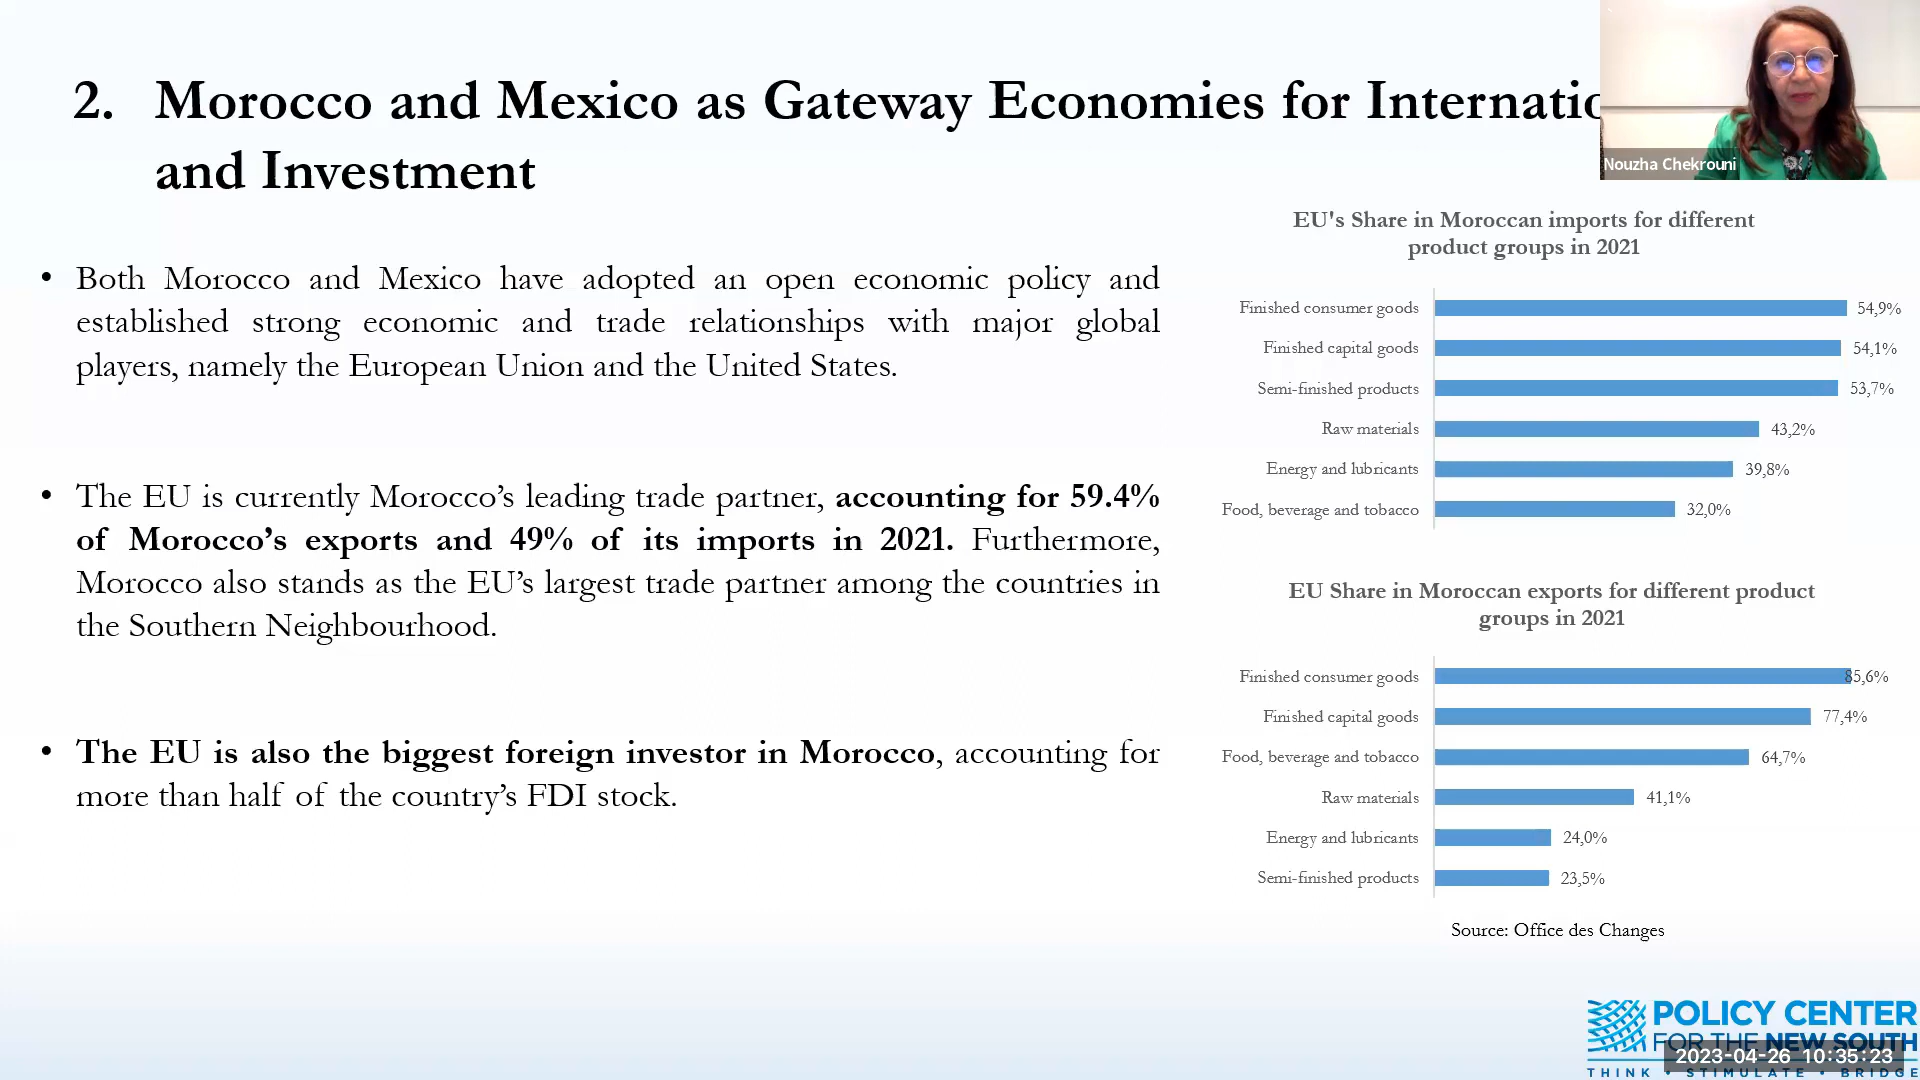 2. Morocco and Mexico as Gateway Economies for Internatio
and Investment
Nouzha Chekrouni
• Both Morocco and Mexico have adopted an open economic policy and
established strong economic and trade relationships with major global
players, namely the European Union and the United States.
• The EU is currently Morocco’s leading trade partner, accounting for 59.4%
of Morocco’s exports and 49% of its imports in 2021. Furthermore,
Morocco also stands as the EU’s largest trade partner among the countries in
the Southern Neighbourhood.
• The EU is also the biggest foreign investor in Morocco, accounting for
more than half of the country’s FDI stock.
EU's Share in Moroccan imports for different
product groups in 2021
Finished consumer goods 54,9%
Finished capital goods 54,1%
Semi-finished products 53,7%
Raw materials 43,2%
Energy and lubricants 39,8%
Food, beverage and tobacco 32,0%
EU Share in Moroccan exports for different product
groups in 2021
Finished consumer goods 85,6%
Finished capital goods 77,4%
Food, beverage and tobacco 64,7%
Raw materials 41,1%
Energy and lubricants 24,0%
Semi-finished products 23,5%
Source: Office des Changes
POLICY CENTER
FOR THE NEW SOUTH
2023-04-26 10:35:23
THINK • STIMULATE • BRIDGE